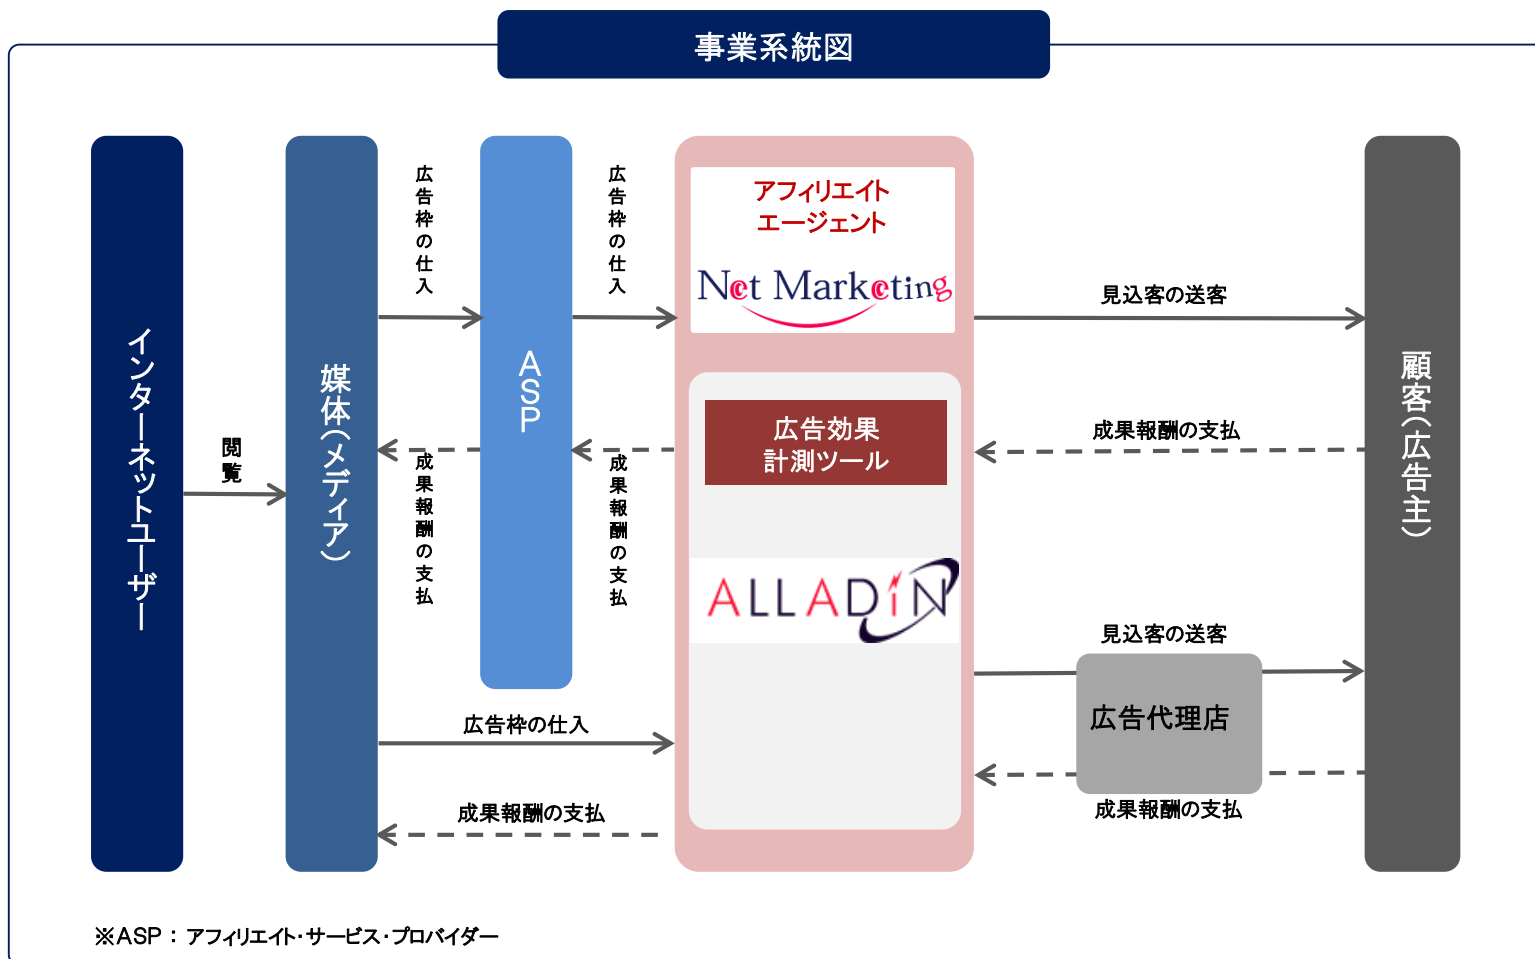 事業系統図
インターネットユーザー
閲覧
媒体(メディア)
広告枠の仕入
成果報酬の支払
ASP
広告枠の仕入
成果報酬の支払
広告枠の仕入
成果報酬の支払
アフィリエイト
エージェント
Net Marketing
広告効果
計測ツール
ALLADiN
見込客の送客
成果報酬の支払
見込客の送客
広告代理店
成果報酬の支払
顧客(広告主)
※ASP：アフィリエイト・サービス・プロバイダー